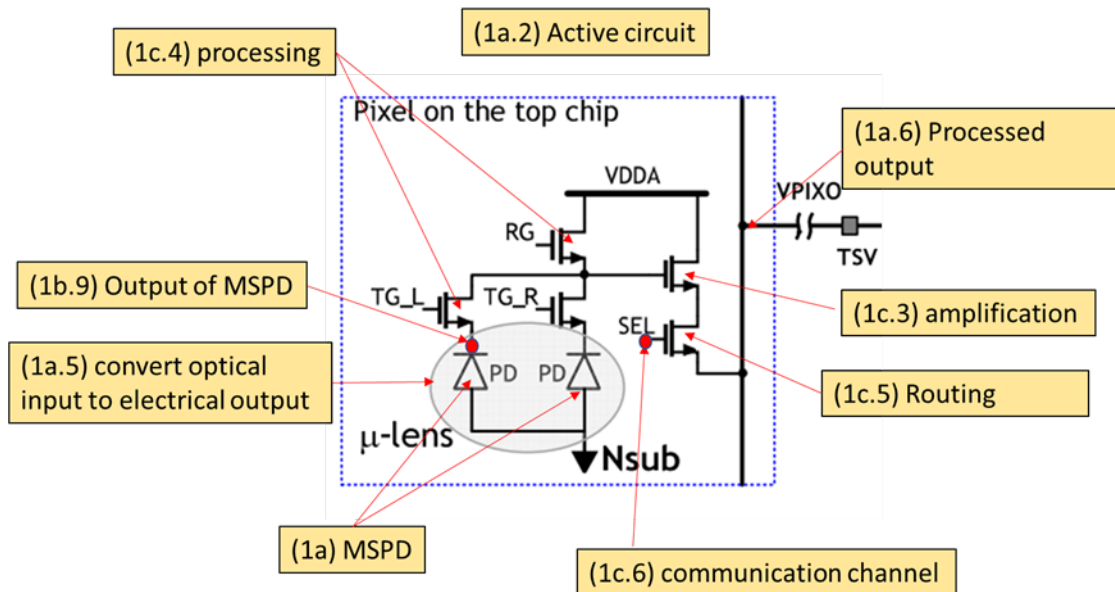 (1a.2) Active circuit
(1c.4) processing
Pixel on the top chip
(1a.6) Processed
output
VDDA
VPIXO
RG
TSV
(1b.9) Output of MSPD
TG_L
TG_R
SEL
(1c.3) amplification
(1a.5) convert optical
input to electrical output
PD
PD
(1c.5) Routing
μ-lens
Nsub
(1a) MSPD
(1c.6) communication channel